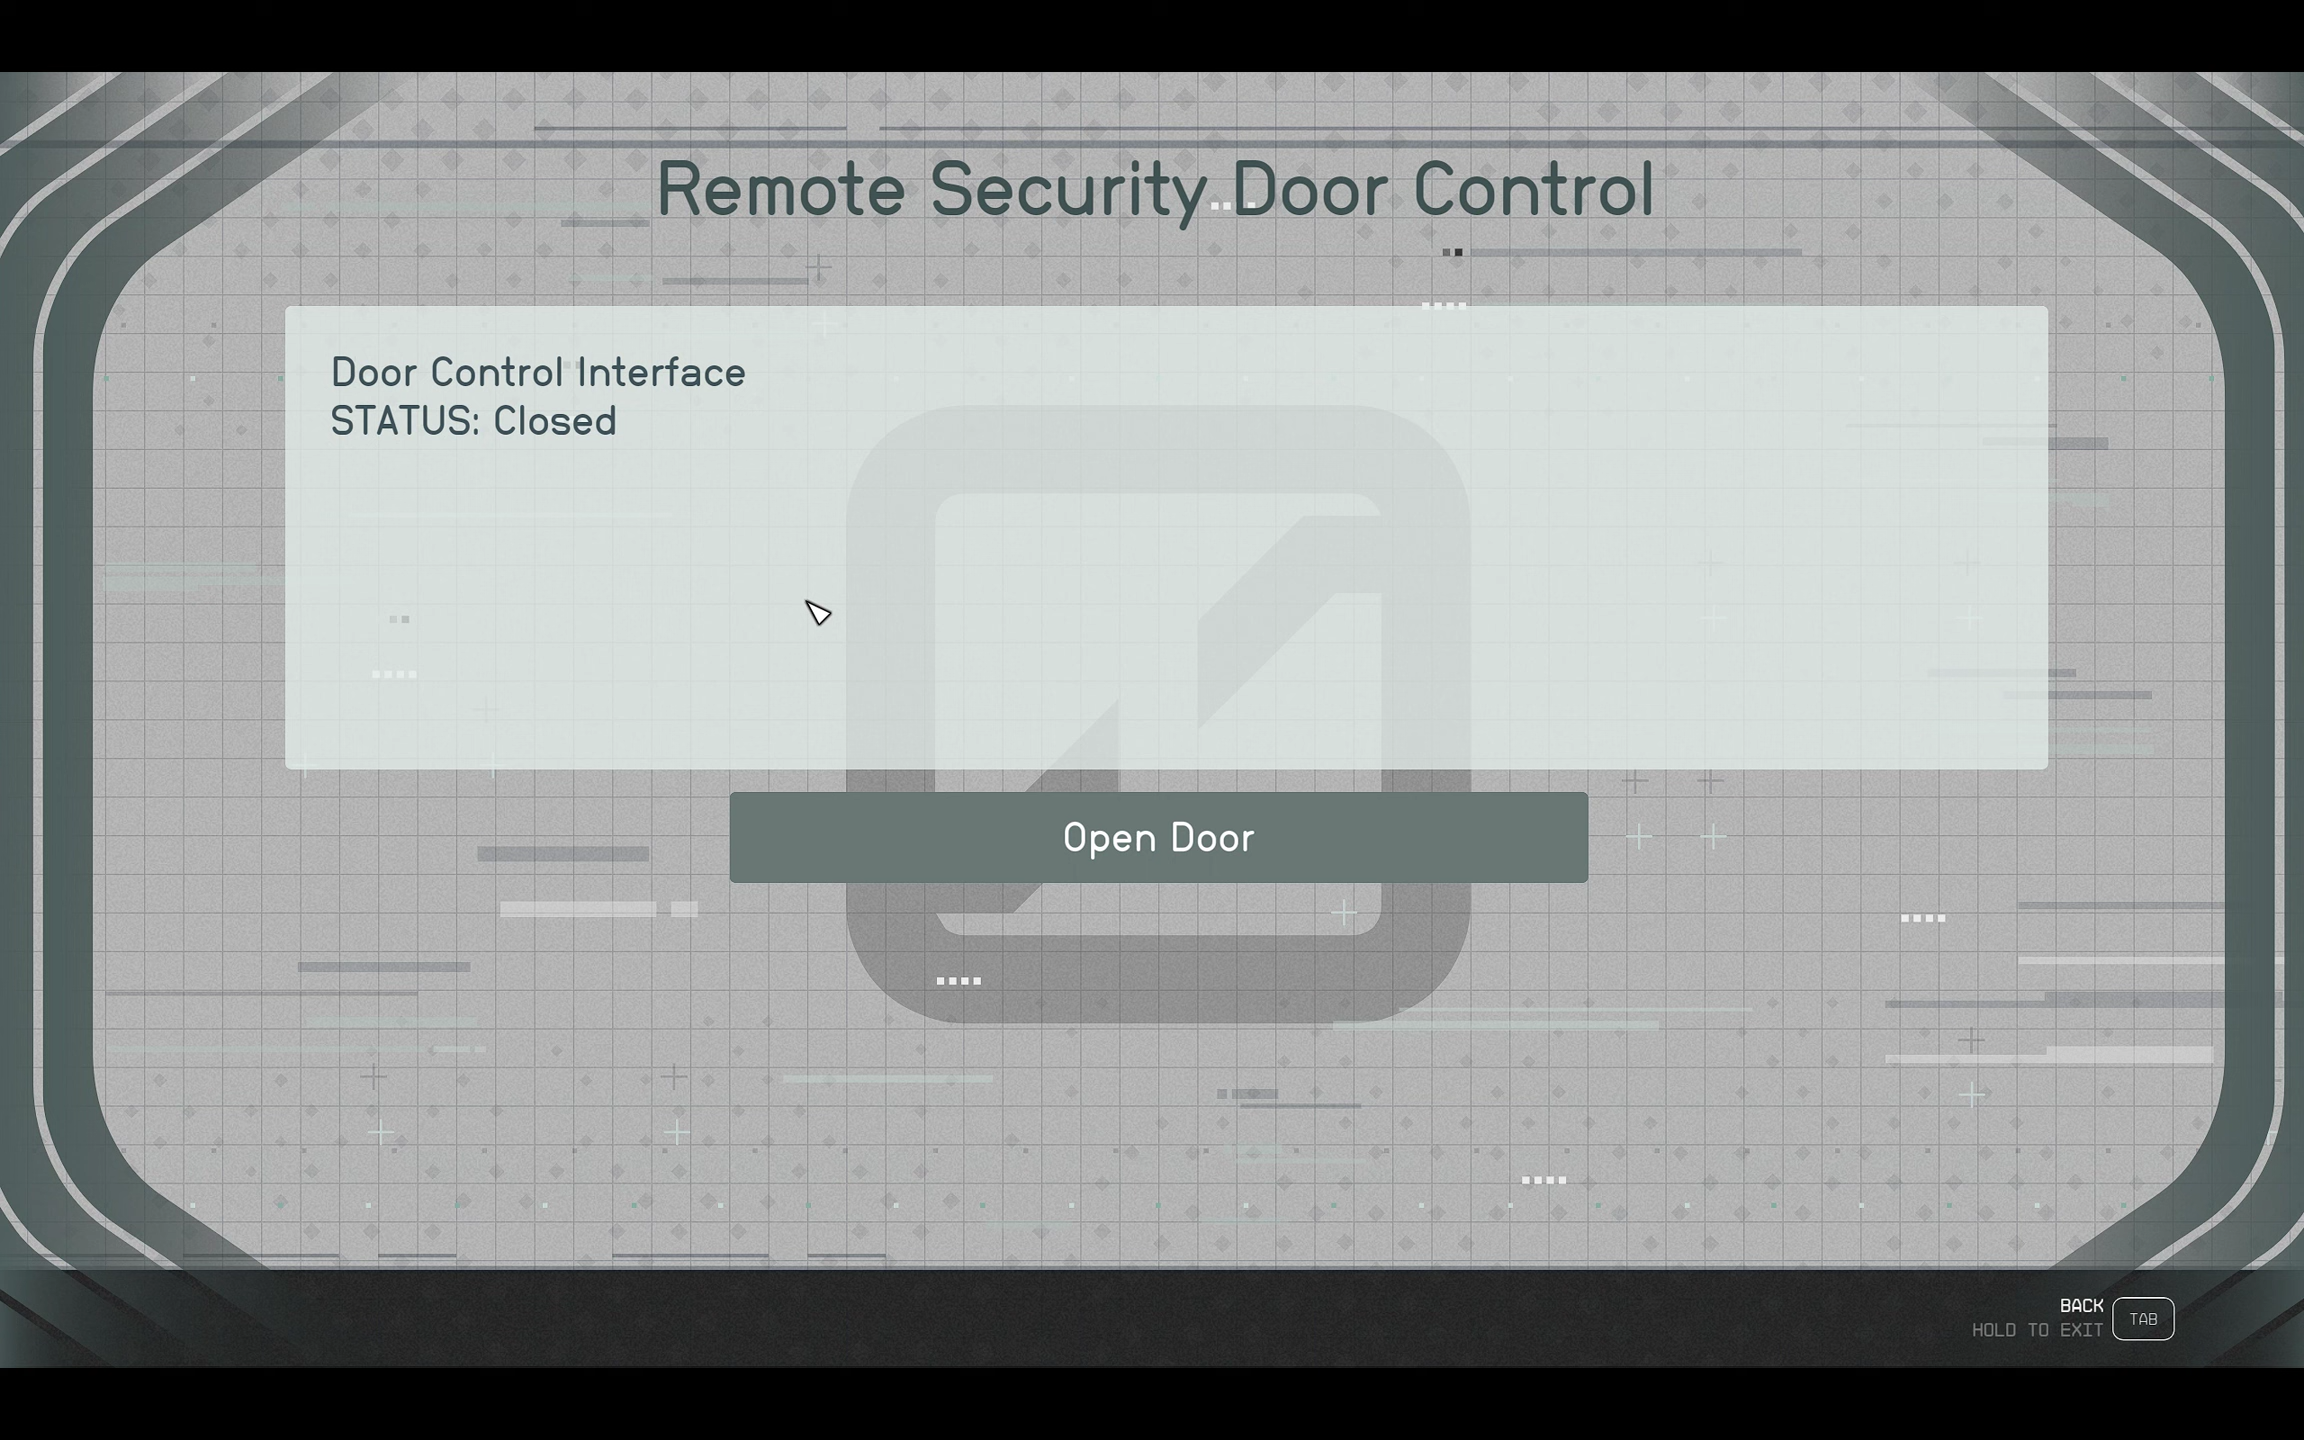 Remote Security Door Control
Door Control Interface
STATUS: Closed
Open Door
BACK
HOLD TO EXIT
TAB